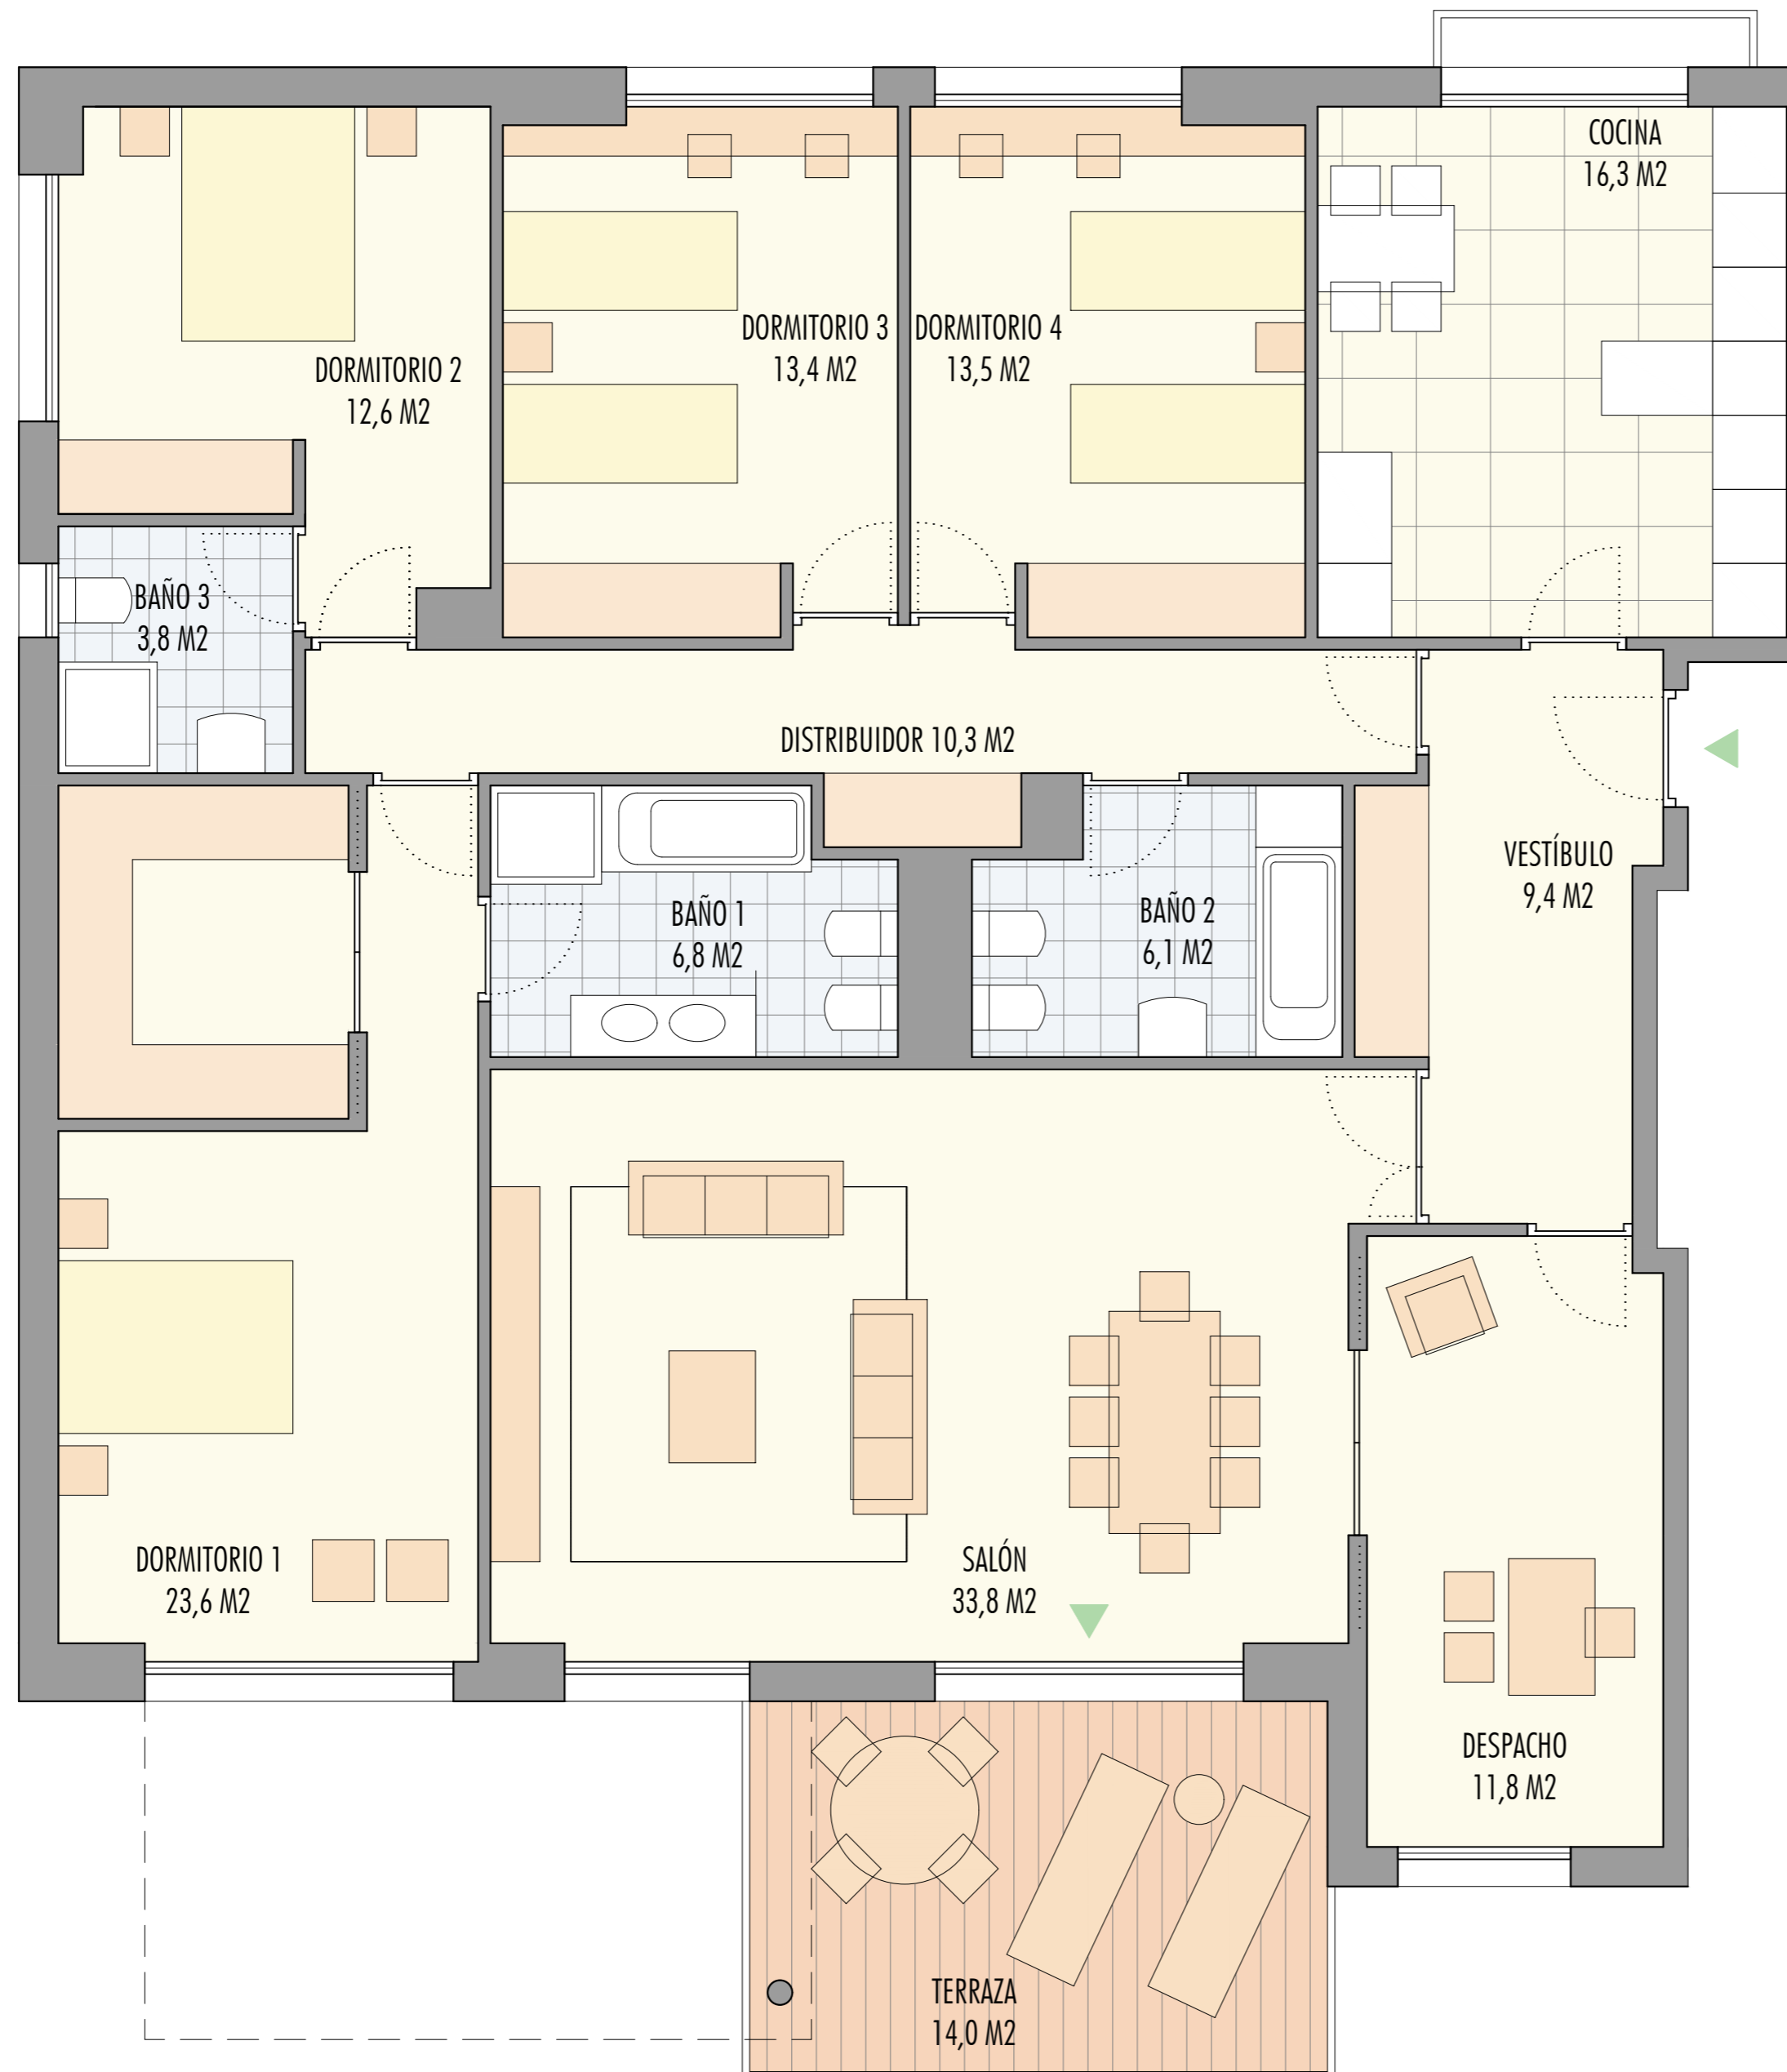 COCINA
16,3 M2
DORMITORIO 2
12,6 M2
DORMITORIO 3
13,4 M2
DORMITORIO 4
13,5 M2
BAÑO 3
3,8 M2
DISTRIBUIDOR 10,3 M2
VESTÍBULO
9,4 M2
BAÑO 1
6,8 M2
BAÑO 2
6,1 M2
DORMITORIO 1
23,6 M2
SALÓN
33,8 M2
DESPACHO
11,8 M2
TERRAZA
14,0 M2